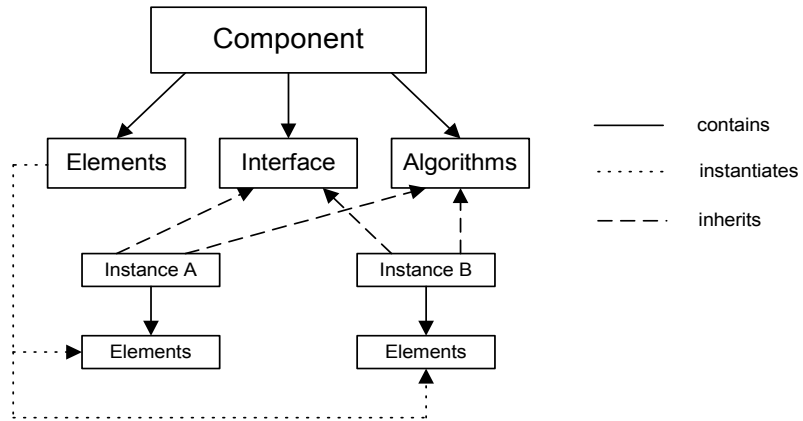 Component
Elements
Interface
Algorithms
contains
instantiates
inherits
Instance A
Instance B
Elements
Elements